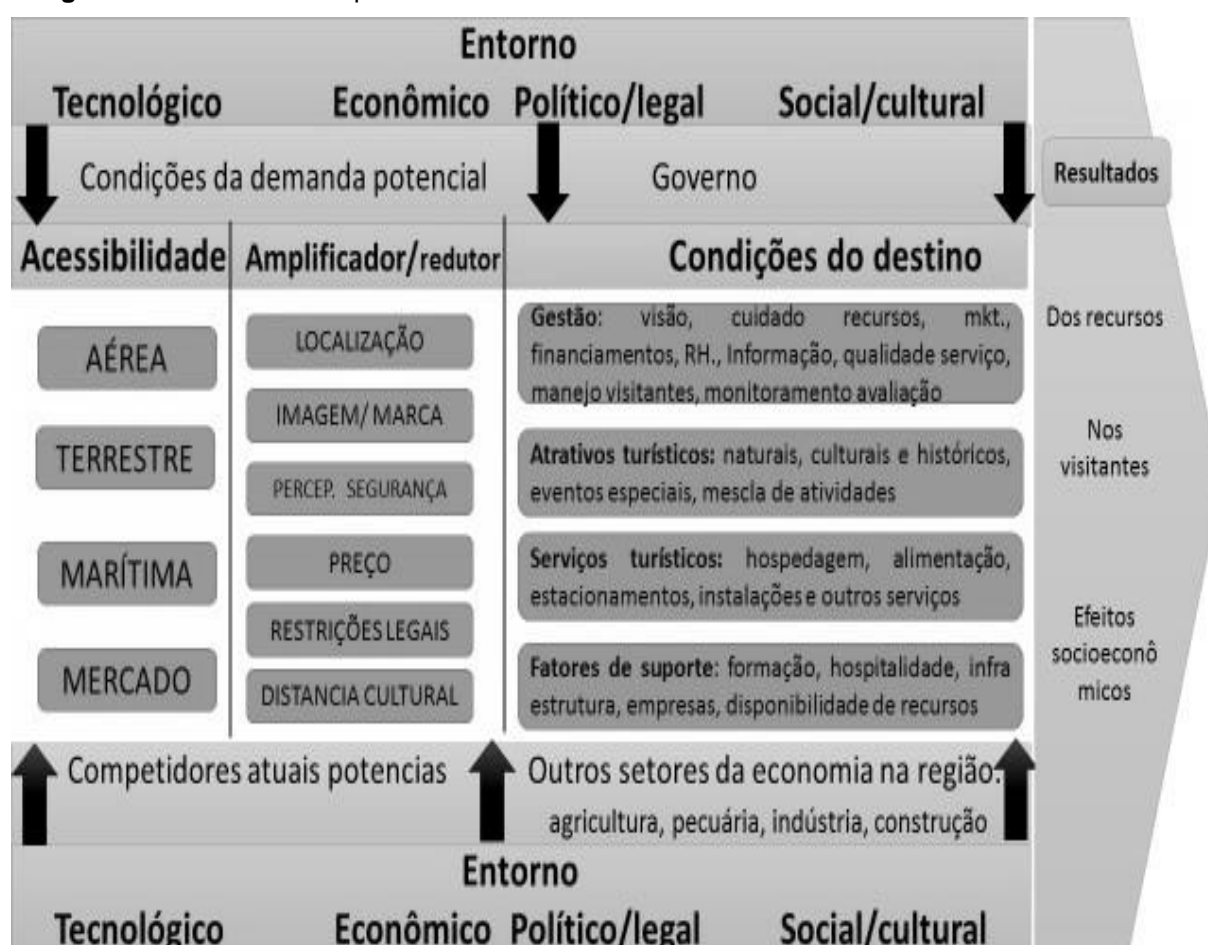 Entorno
Tecnológico Econômico Político/legal Social/cultural
Condições da demanda potencial Governo
Resultados
Acessibilidade Amplificador/redutor Condições do destino
AÉREA
TERRESTRE
MARÍTIMA
MERCADO
LOCALIZAÇÃO
IMAGEM/ MARCA
PERCEP. SEGURANÇA
PREÇO
RESTRIÇÕES LEGAIS
DISTANCIA CULTURAL
Gestão: visão, cuidado recursos, mkt.,
financiamentos, RH., Informação, qualidade serviço,
manejo visitantes, monitoramento avaliação
Atrativos turísticos: naturais, culturais e históricos,
eventos especiais, mescla de atividades
Serviços turísticos: hospedagem, alimentação,
estacionamentos, instalações e outros serviços
Fatores de suporte: formação, hospitalidade, infra
estrutura, empresas, disponibilidade de recursos
Dos recursos
Nos
visitantes
Efeitos
socioeconô
micos
Competidores atuais potencias
Outros setores da economia na região:
agricultura, pecuária, indústria, construção
Entorno
Tecnológico Econômico Político/legal Social/cultural